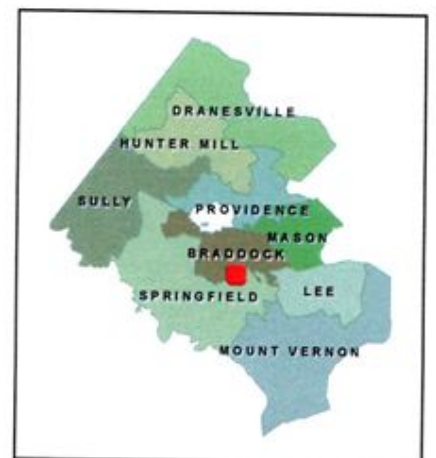 DRANESVILLE
HUNTER MILL
SULLY
PROVIDENCE
MASON
BRADDOCK
LEE
SPRINGFIELD
MOUNT VERNON